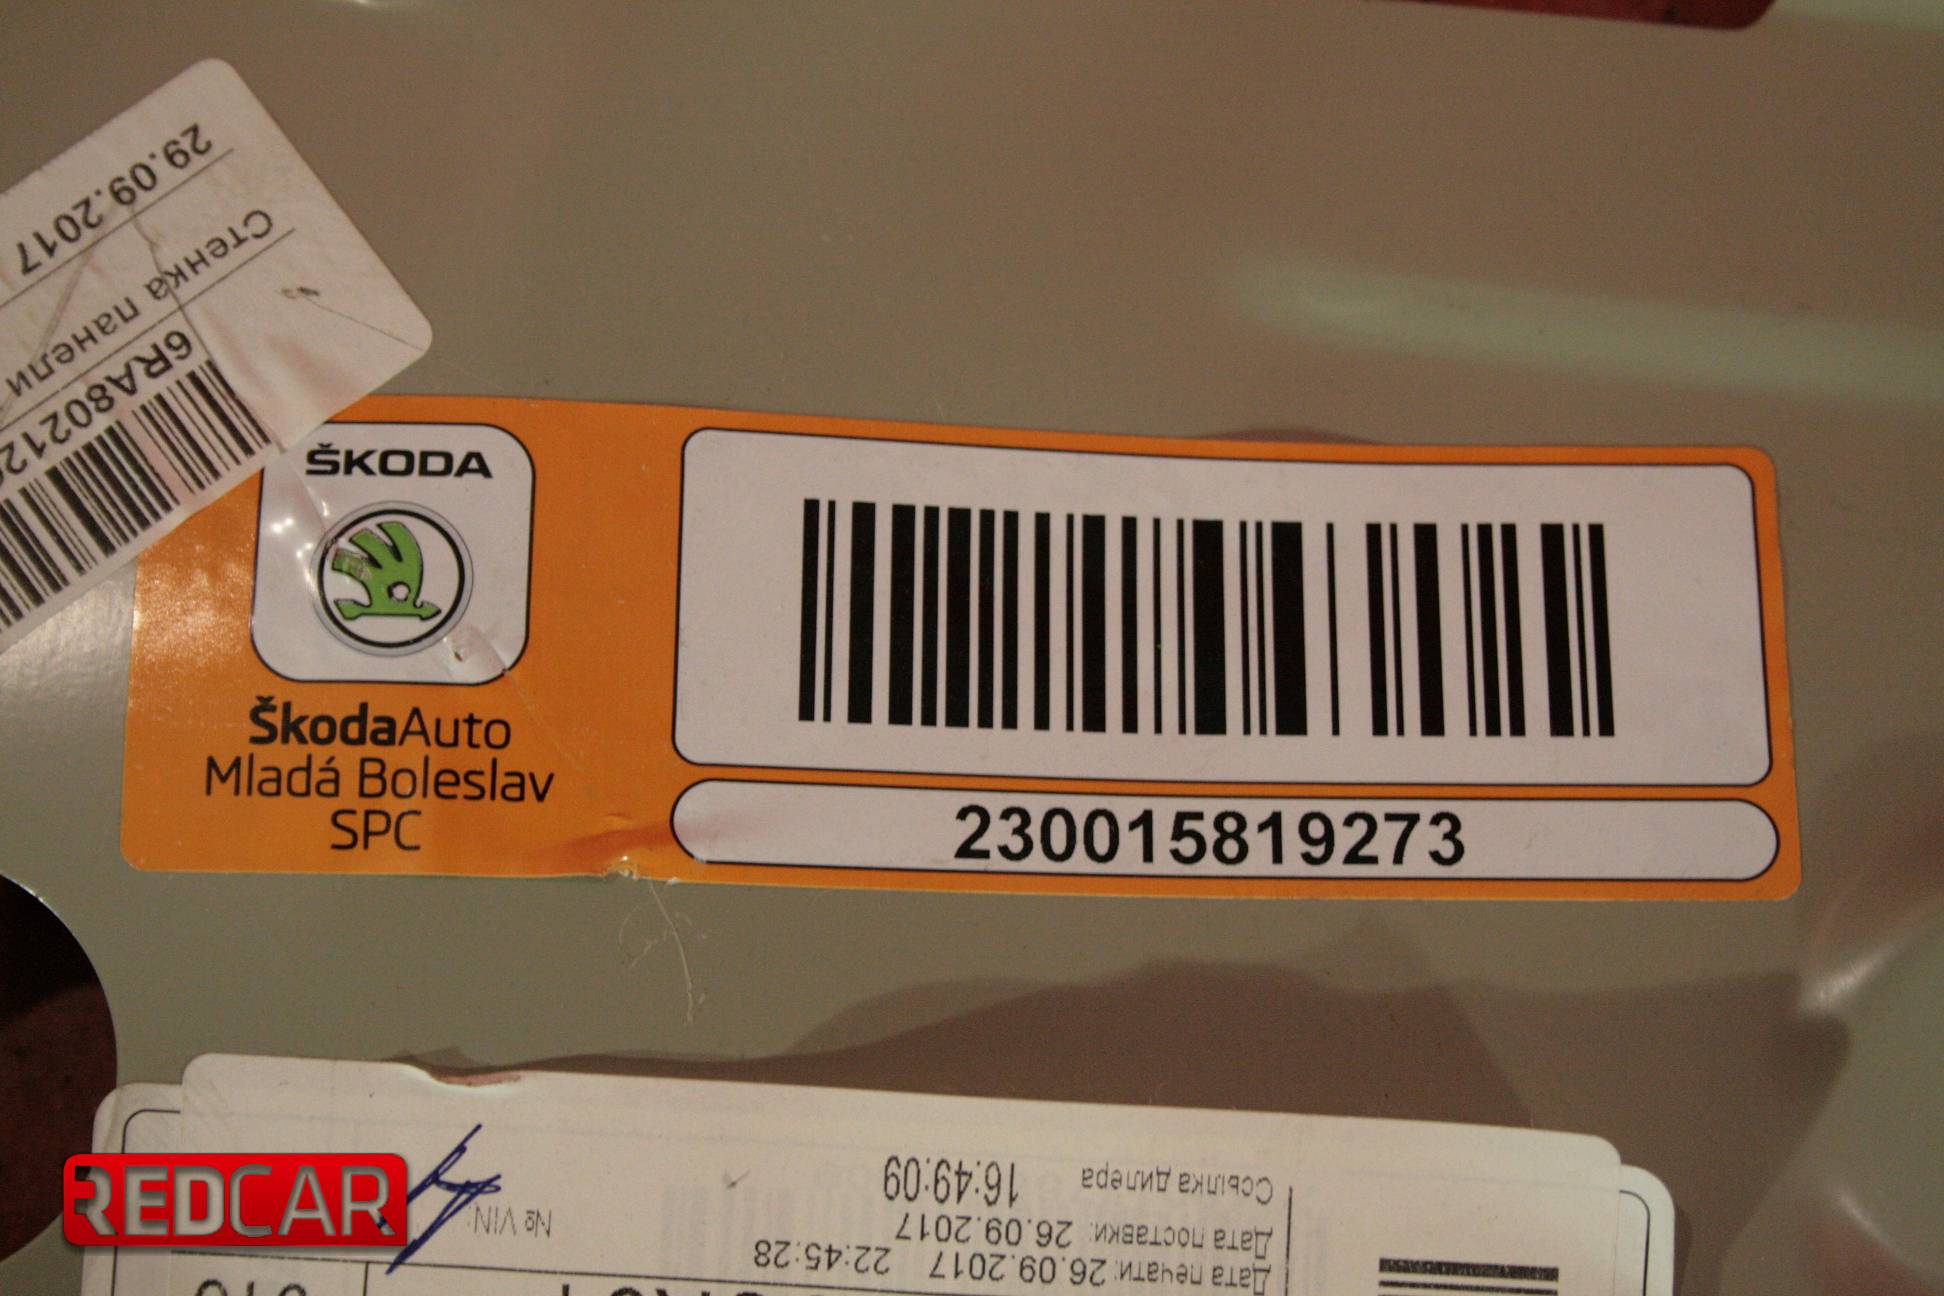 29.09.2017
Стенка панели
6RA80212
ŠKODA
ŠkodaAuto
Mladá Boleslav
SPC
230015819273
REDCAR
№ VIN:
Ссылка дилера 16:49:09
Дата поставки: 26.09.2017
Дата печати: 26.09.2017 22:45:28